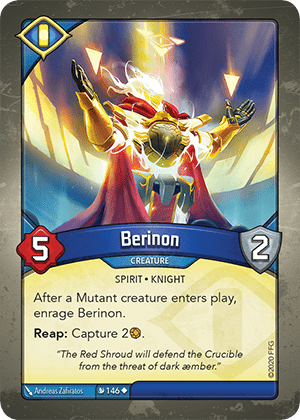 Berinon
CREATURE
5
2
SPIRIT • KNIGHT
After a Mutant creature enters play,
enrage Berinon.
Reap: Capture 2.
"The Red Shroud will defend the Crucible
from the threat of dark æmber."
Andreas Zafiratos
146
©2020 FFG